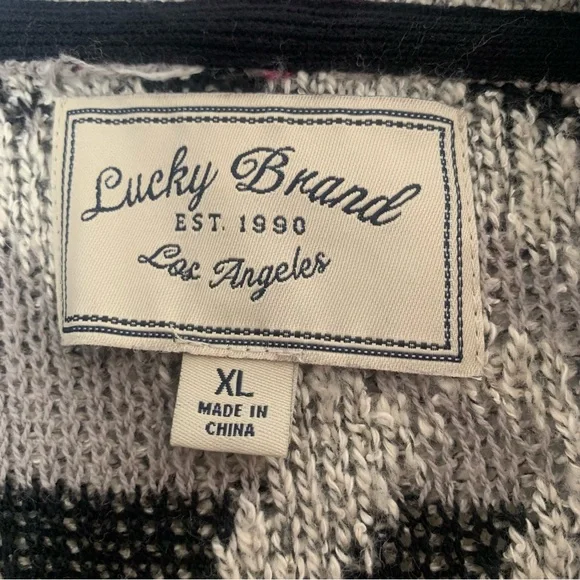 Lucky Brand
EST. 1990
Los Angeles
XL
MADE IN
CHINA